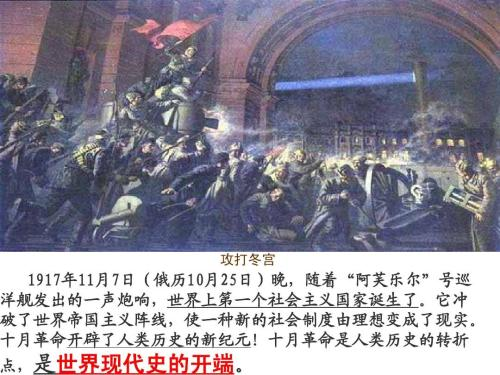 攻打冬宫
1917年11月7日（俄历10月25日）晚，随着“阿芙乐尔”号巡
洋舰发出的一声炮响，世界上第一个社会主义国家诞生了。它冲
破了世界帝国主义阵线，使一种新的社会制度由理想变成了现实。
十月革命开辟了人类历史的新纪元！十月革命是人类历史的转折
点，是世界现代史的开端。